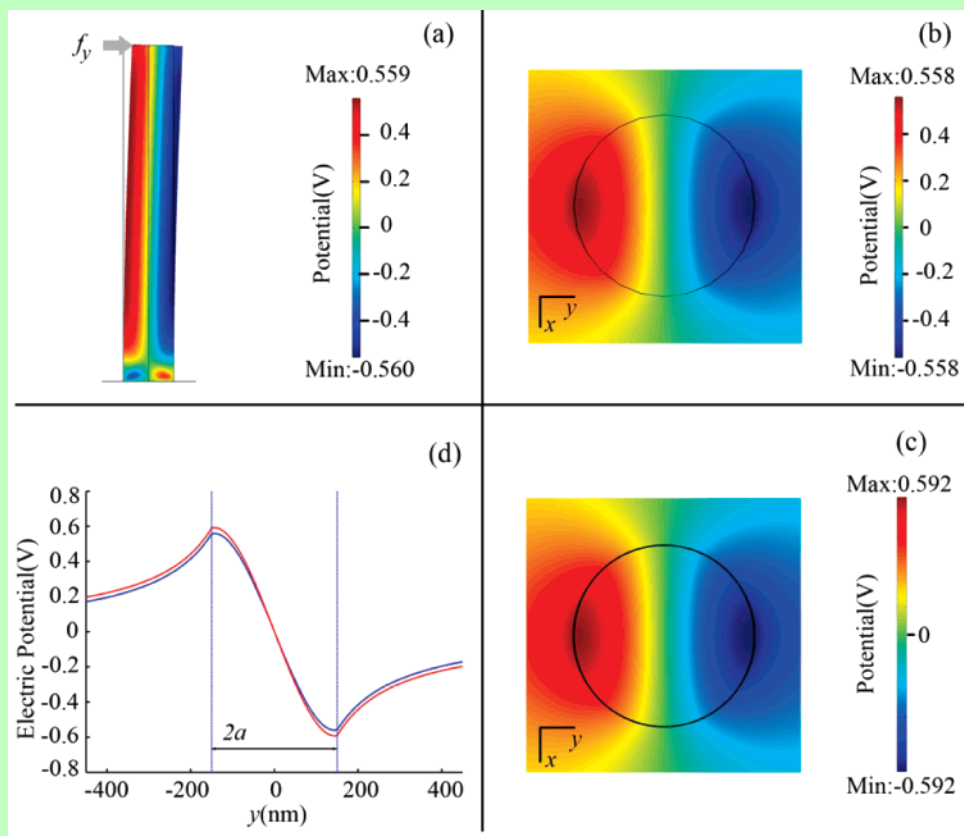 (a)
f_y
Max:0.559
0.4
0.2
0
-0.2
-0.4
Min:-0.560
Potential(V)
(b)
Max:0.558
0.4
0.2
0
-0.2
-0.4
Min:-0.558
Potential(V)
x y
(d)
0.8
0.6
0.4
0.2
0
-0.2
-0.4
-0.6
-0.8
Electric Potential(V)
2a
-400 -200 0 200 400
y(nm)
(c)
Max:0.592
0
Min:-0.592
Potential(V)
x y